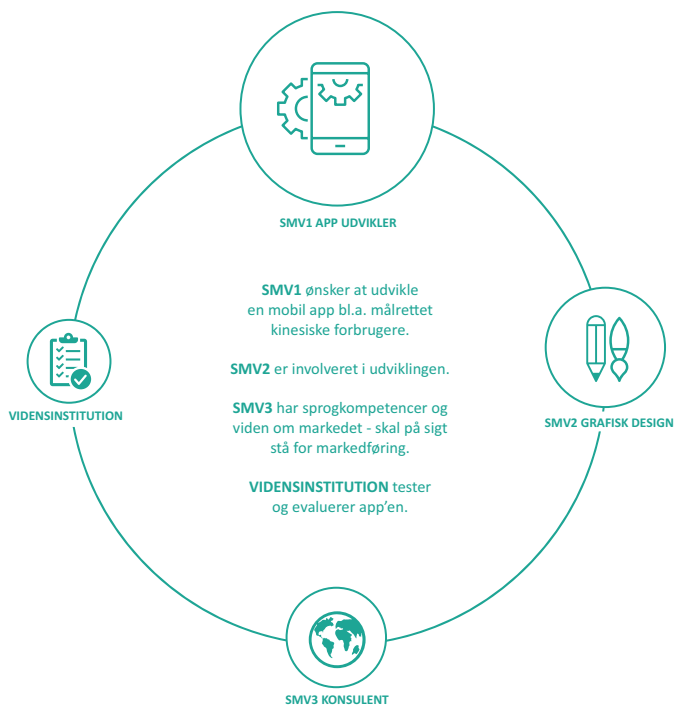 SMV1 APP UDVIKLER
SMV1 ønsker at udvikle
en mobil app bl.a. målrettet
kinesiske forbrugere.
SMV2 er involveret i udviklingen.
SMV3 har sprogkompetencer og
viden om markedet - skal på sigt
stå for markedføring.
VIDENSINSTITUTION tester
og evaluerer app’en.
VIDENSINSTITUTION
SMV2 GRAFISK DESIGN
SMV3 KONSULENT